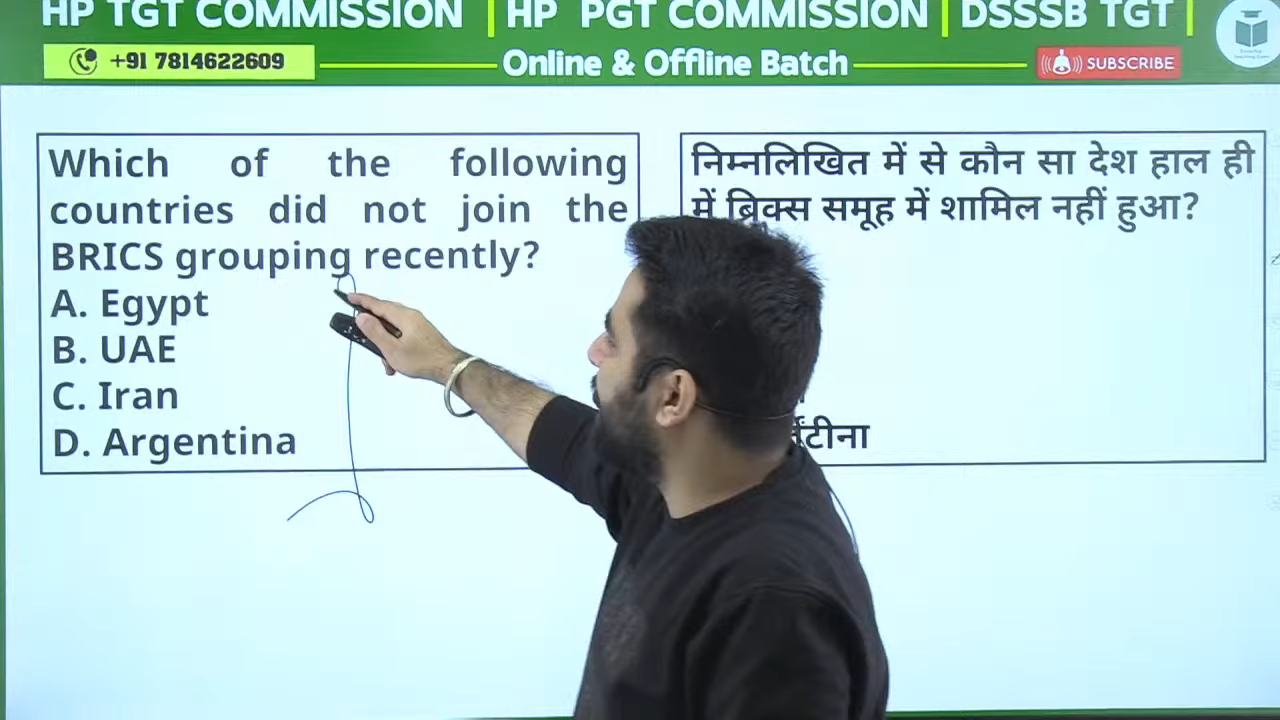 HP TGT COMMISSION | HP PGT COMMISSION | DSSSB TGT |
+91 7814622609
Online & Offline Batch
SUBSCRIBE
Which of the following
countries did not join the
BRICS grouping recently?
A. Egypt
B. UAE
C. Iran
D. Argentina
निम्नलिखित में से कौन सा देश हाल ही
में ब्रिक्स समूह में शामिल नहीं हुआ?